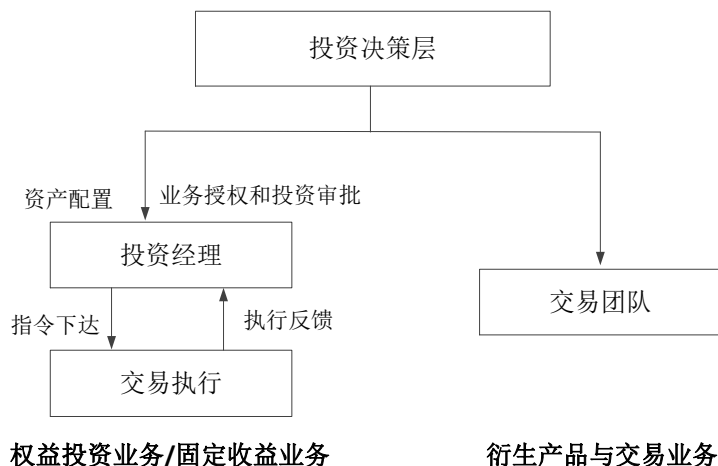 投资决策层
资产配置
业务授权和投资审批
投资经理
交易团队
指令下达
执行反馈
交易执行
权益投资业务/固定收益业务
衍生产品与交易业务